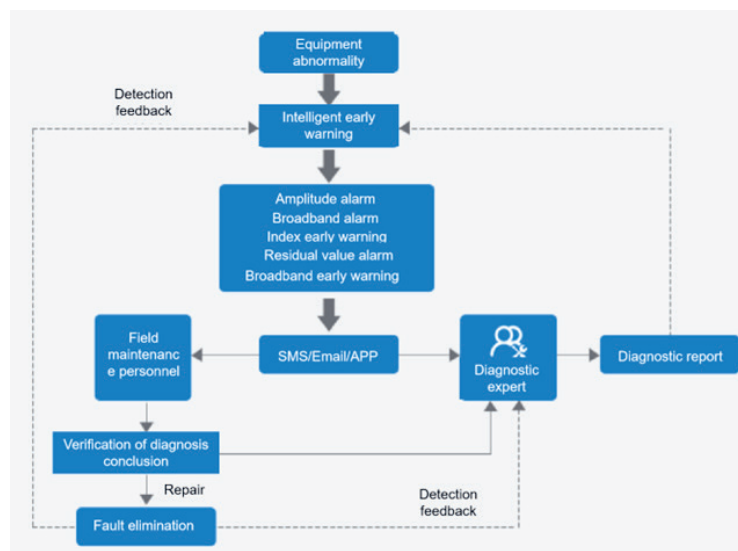 Equipment
abnormality
Detection
feedback
Intelligent early
warning
Amplitude alarm
Broadband alarm
Index early warning
Residual value alarm
Broadband early warning
Field
maintenanc
e personnel
SMS/Email/APP
Diagnostic
expert
Diagnostic report
Verification of diagnosis
conclusion
Repair
Fault elimination
Detection
feedback